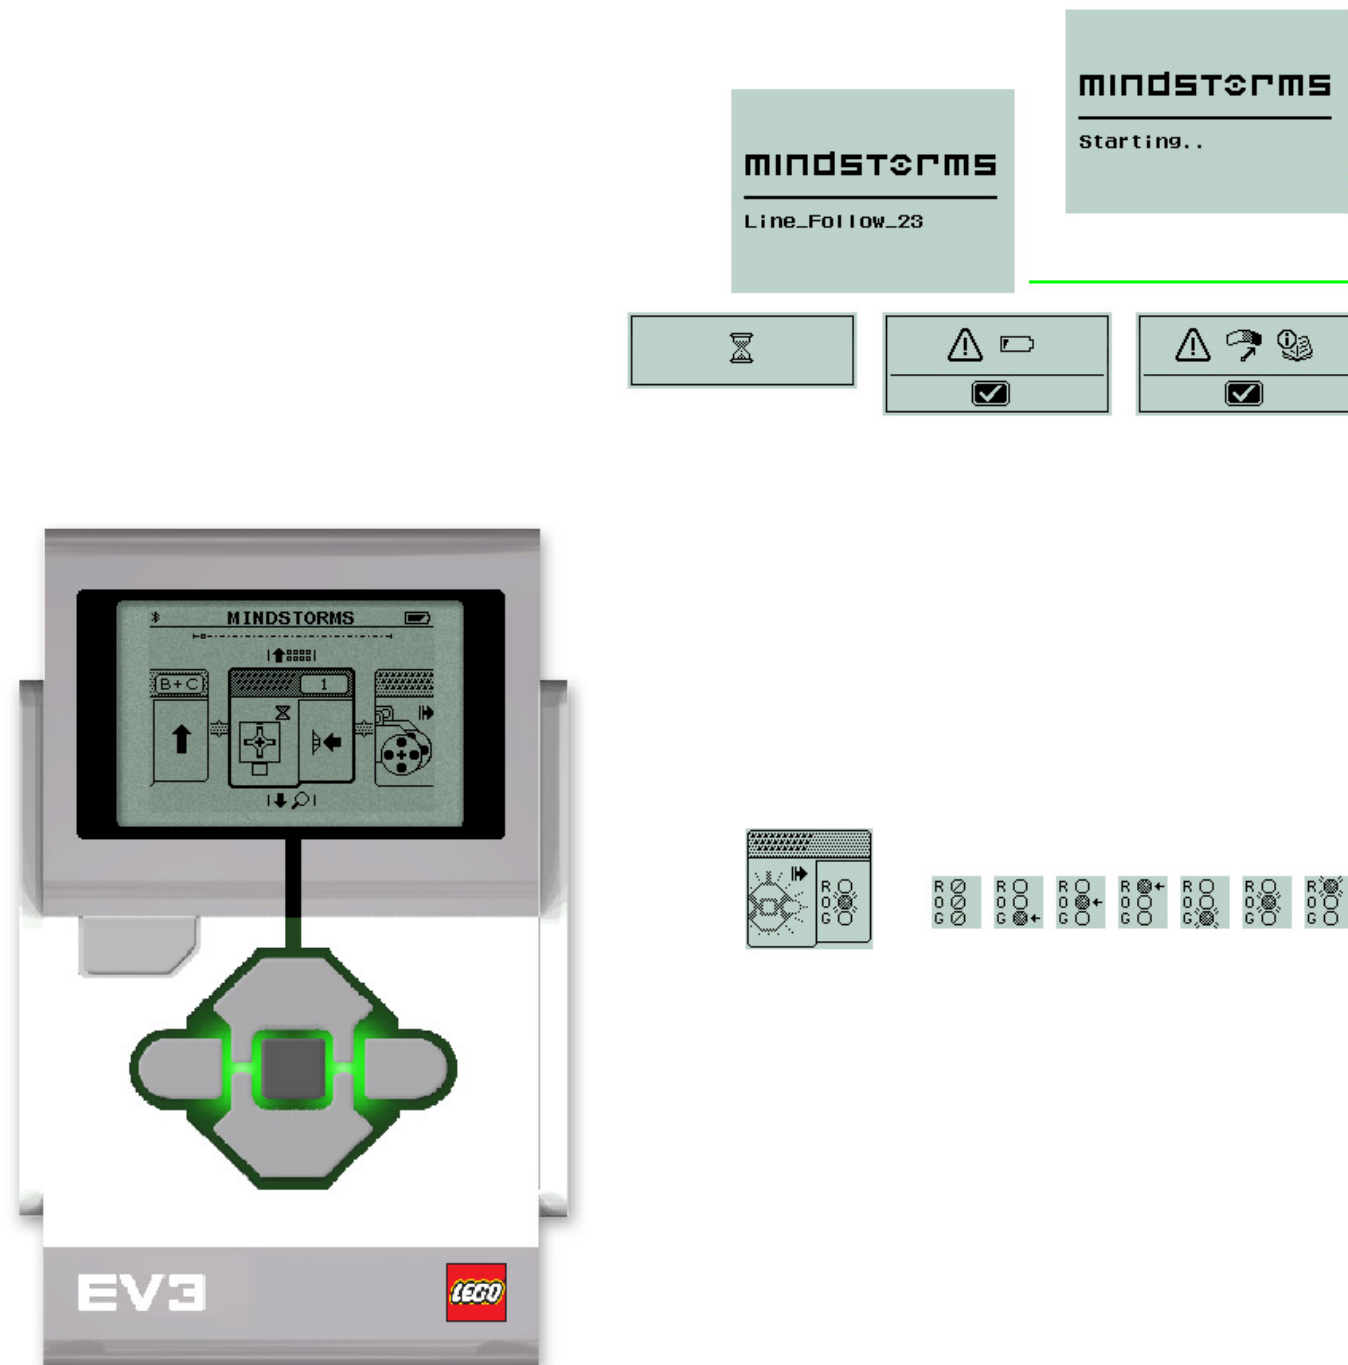 mindstorms
Starting..
mindstorms
Line_Follow_23
MINDSTORMS
B+C
1
R
O
G
R
O
G
R
O
G
R
O
G
R
O
G
R
O
G
R
O
G
R
O
G
EV3
LEGO